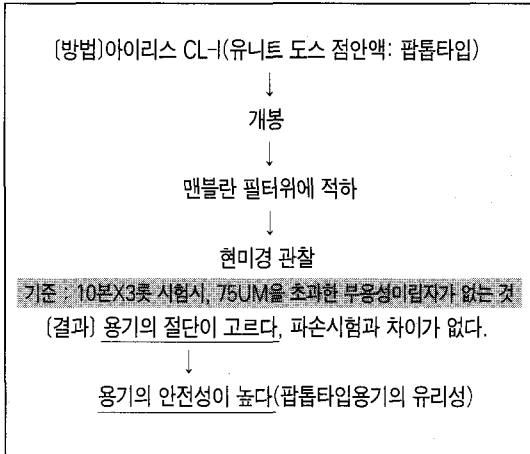 〔방법〕아이리스 CL-I(유니트 도스 점안액: 팝톱타입)
↓
개봉
↓
맨블란 필터위에 적하
↓
현미경 관찰
기준 : 10본X3롯 시험시, 75UM을 초과한 부용성미립자가 없는 것
〔결과〕 용기의 절단이 고르다, 파손시험과 차이가 없다.
↓
용기의 안전성이 높다(팝톱타입용기의 유리성)